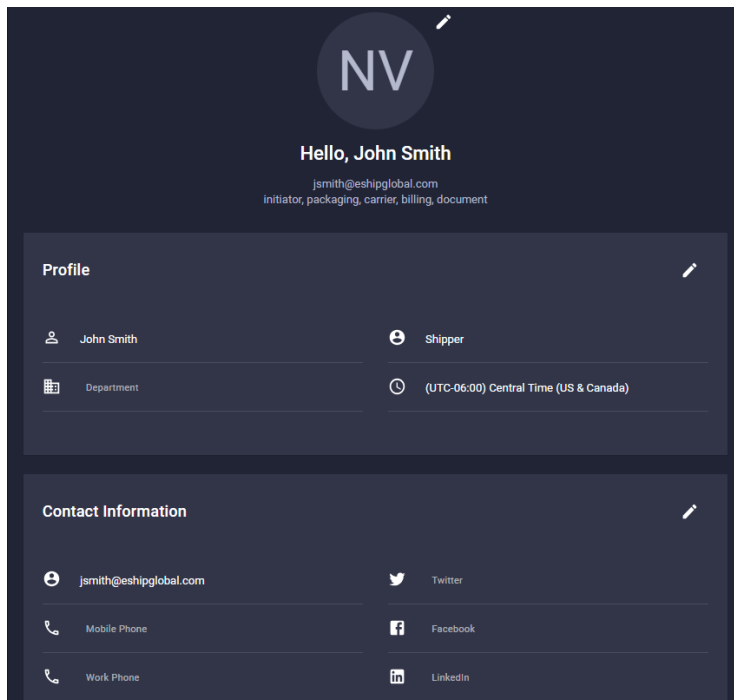 NV
Hello, John Smith
jsmith@eshipglobal.com
initiator, packaging, carrier, billing, document
Profile
John Smith
Shipper
Department
(UTC-06:00) Central Time (US & Canada)
Contact Information
jsmith@eshipglobal.com
Twitter
Mobile Phone
Facebook
Work Phone
LinkedIn